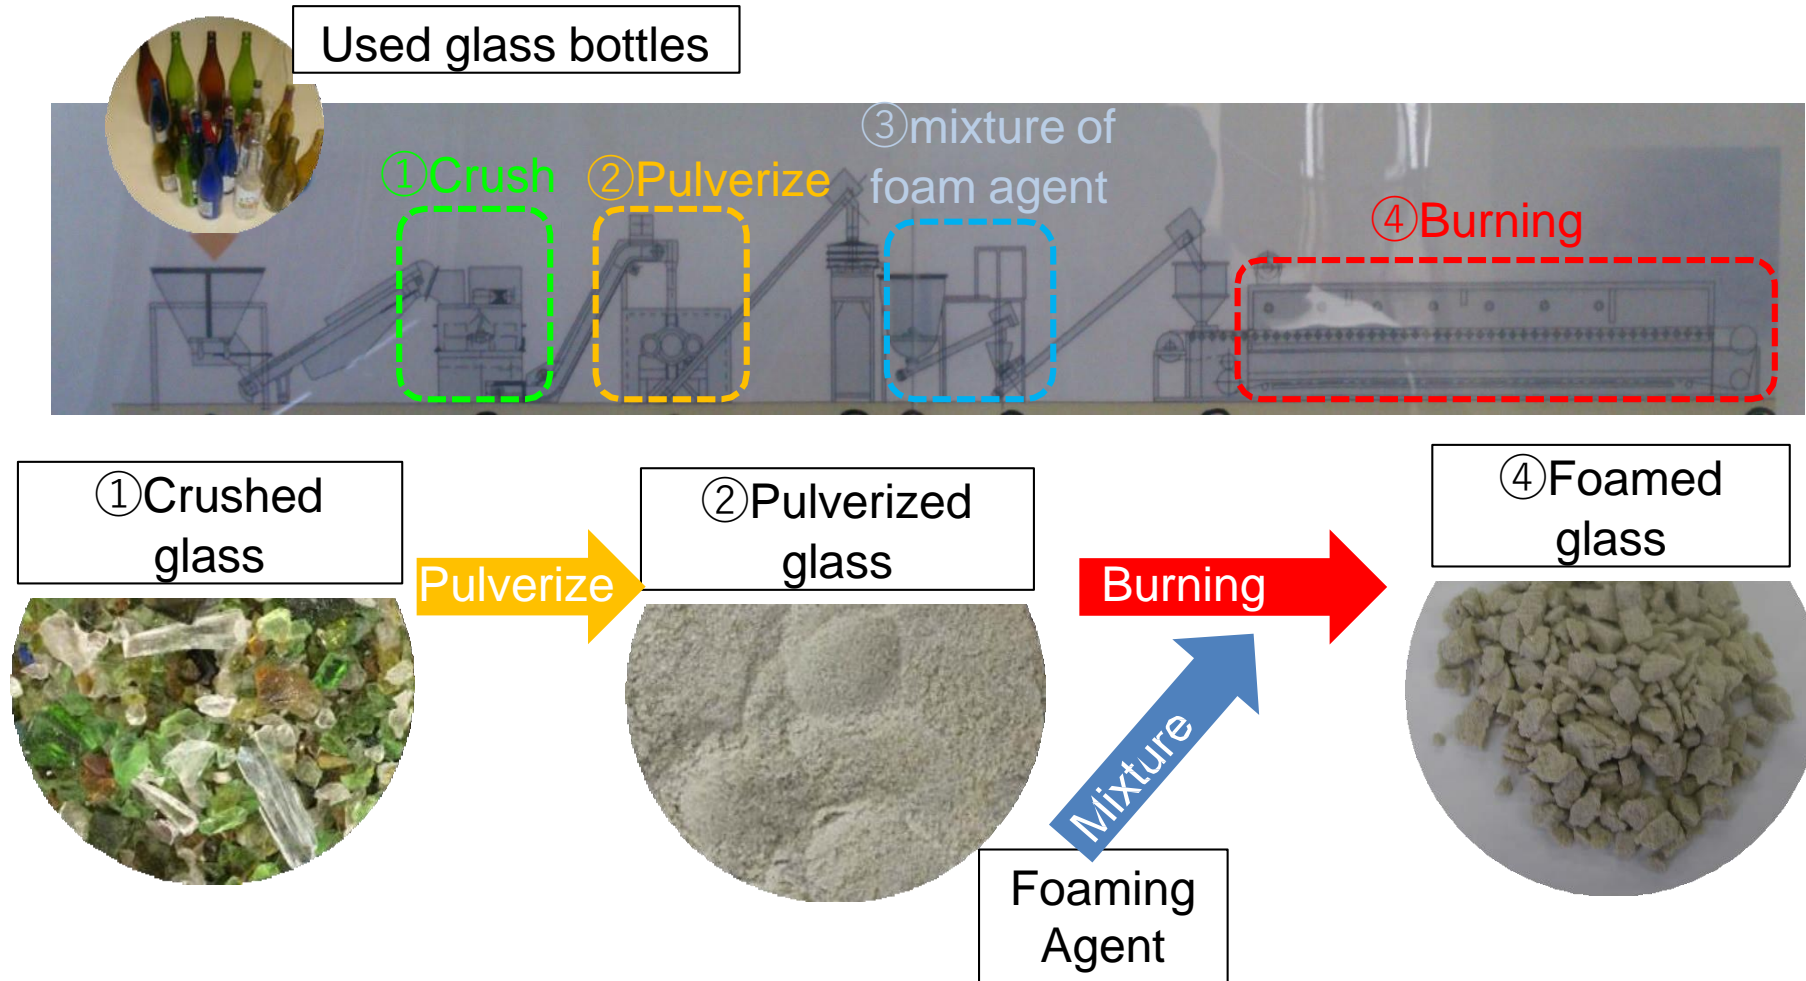 Used glass bottles
①Crush
②Pulverize
③mixture of
foam agent
④Burning
①Crushed
glass
Pulverize
②Pulverized
glass
Burning
Mixture
Foaming
Agent
④Foamed
glass